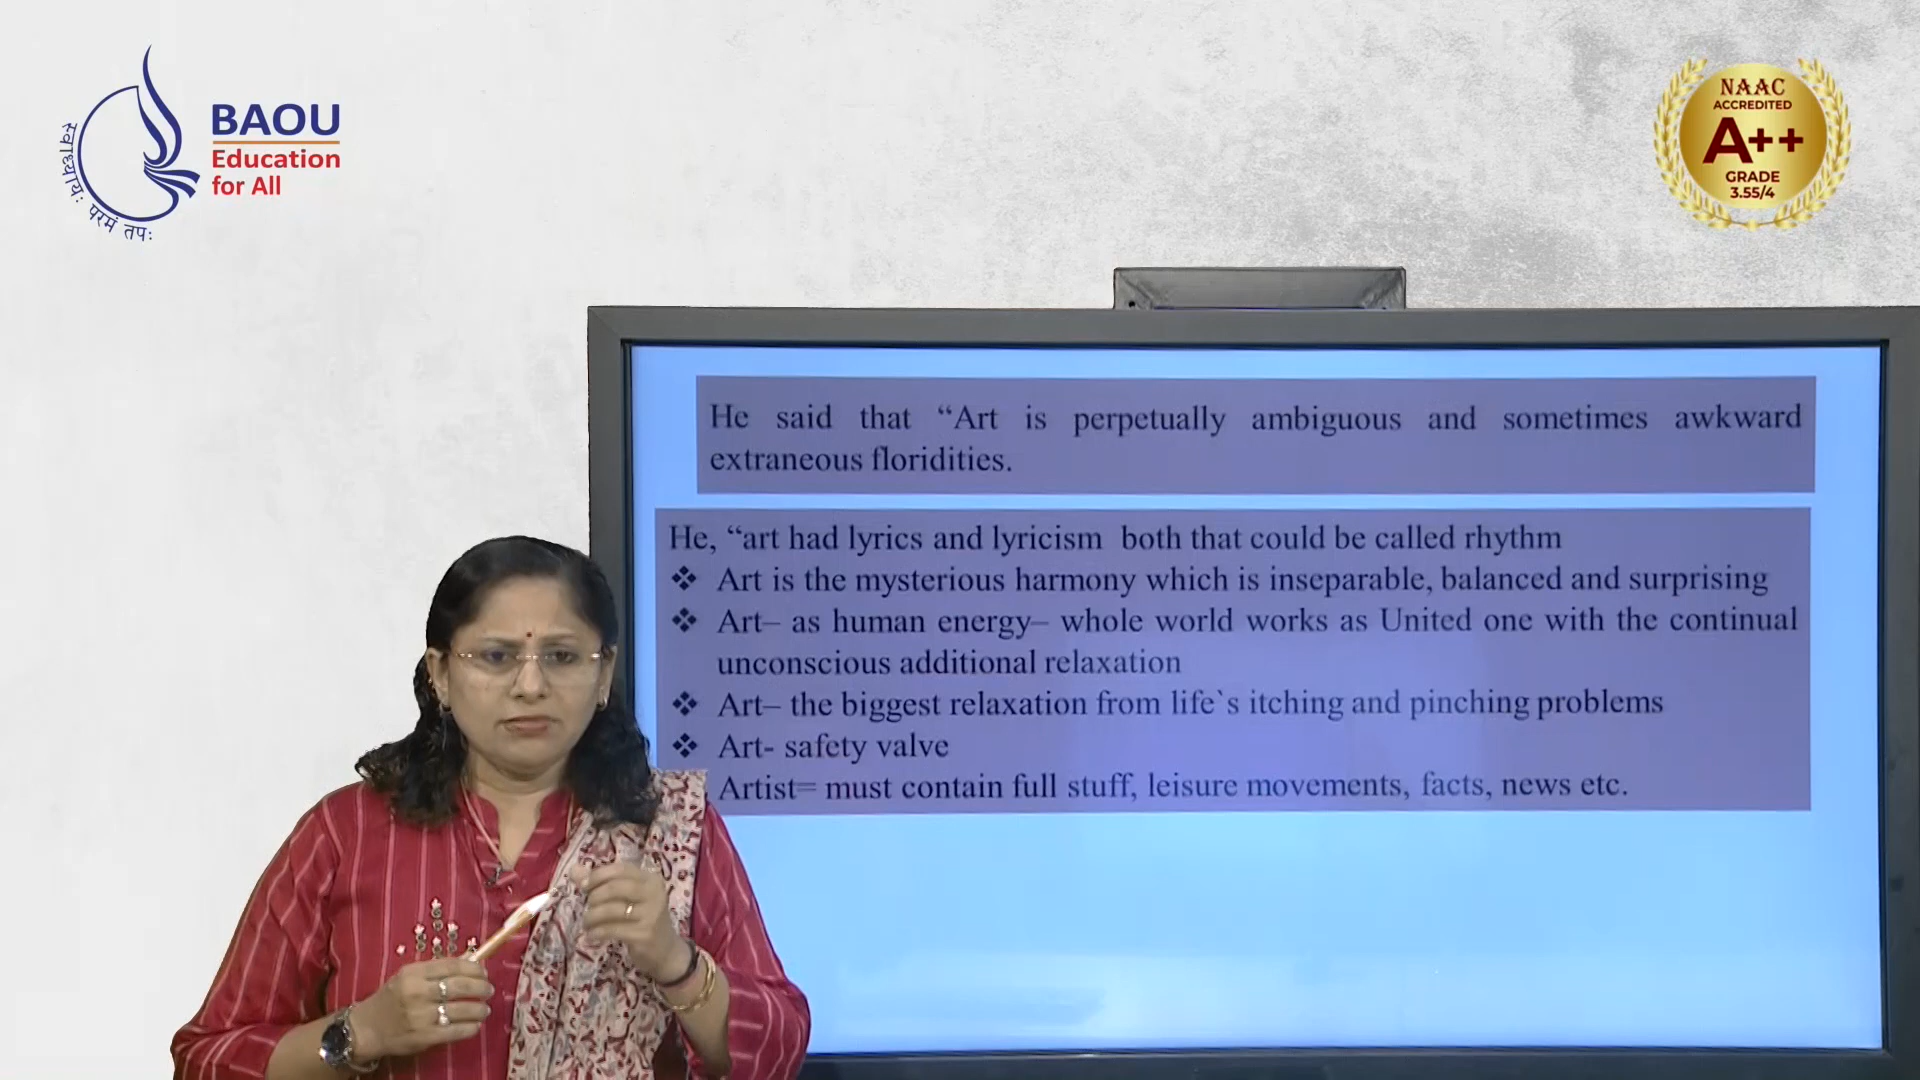 BAOU
Education
for All
स्वाध्यायः परमं तपः
NAAC
ACCREDITED
A++
GRADE
3.55/4
He said that “Art is perpetually ambiguous and sometimes awkward
extraneous floridities.
He, “art had lyrics and lyricism both that could be called rhythm
❖ Art is the mysterious harmony which is inseparable, balanced and surprising
❖ Art– as human energy– whole world works as United one with the continual
unconscious additional relaxation
❖ Art– the biggest relaxation from life`s itching and pinching problems
❖ Art- safety valve
Artist= must contain full stuff, leisure movements, facts, news etc.